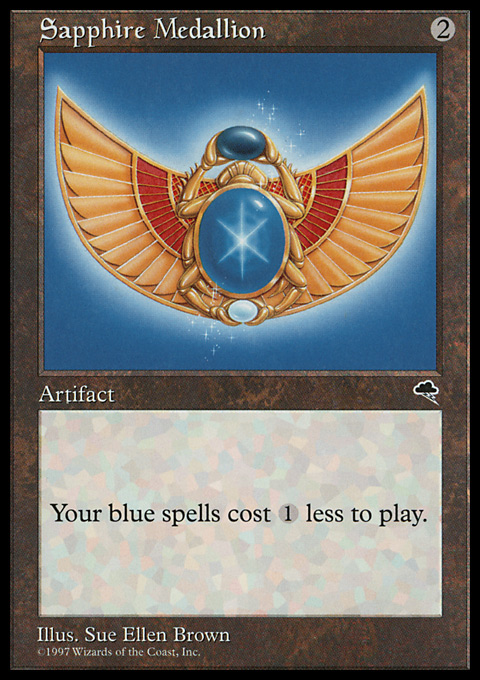 Sapphire Medallion 2
Artifact
Your blue spells cost 1 less to play.
Illus. Sue Ellen Brown
©1997 Wizards of the Coast, Inc.